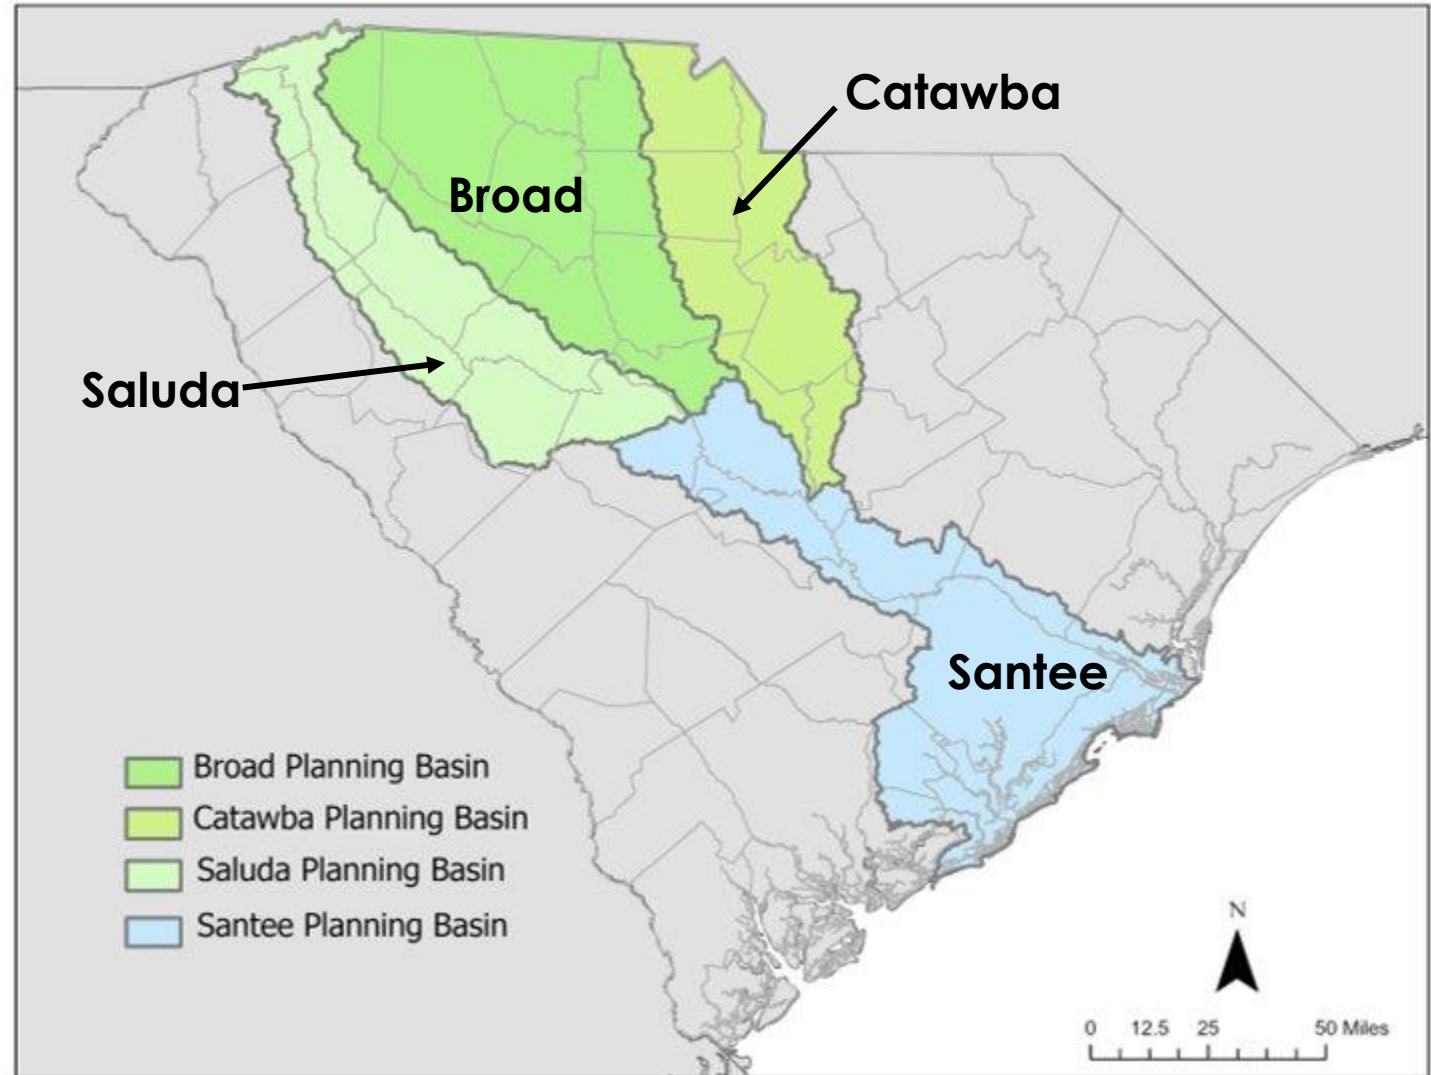 Catawba
Broad
Saluda
Santee
Broad Planning Basin
Catawba Planning Basin
Saluda Planning Basin
Santee Planning Basin
N
0 12.5 25 50 Miles